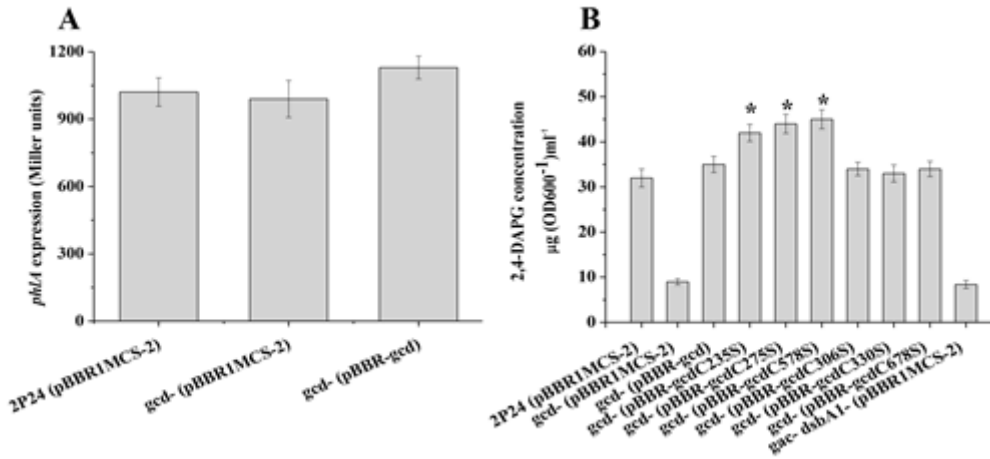 A
phlA expression (Miller units)
1200
900
600
300
0
2P24 (pBBR1MCS-2)
gcd- (pBBR1MCS-2)
gcd- (pBBR-gcd)
B
2,4-DAPG concentration
µg (OD600⁻¹)ml⁻¹
60
50
40
30
20
10
0
* * *
2P24 (pBBR1MCS-2)
gcd- (pBBR1MCS-2)
gcd- (pBBR-gcd)
gcd- (pBBR-gcdC235S)
gcd- (pBBR-gcdC275S)
gcd- (pBBR-gcdC578S)
gcd- (pBBR-gcdC306S)
gcd- (pBBR-gcdC330S)
gcd- (pBBR-gcdC678S)
gac- dsbA1- (pBBR1MCS-2)